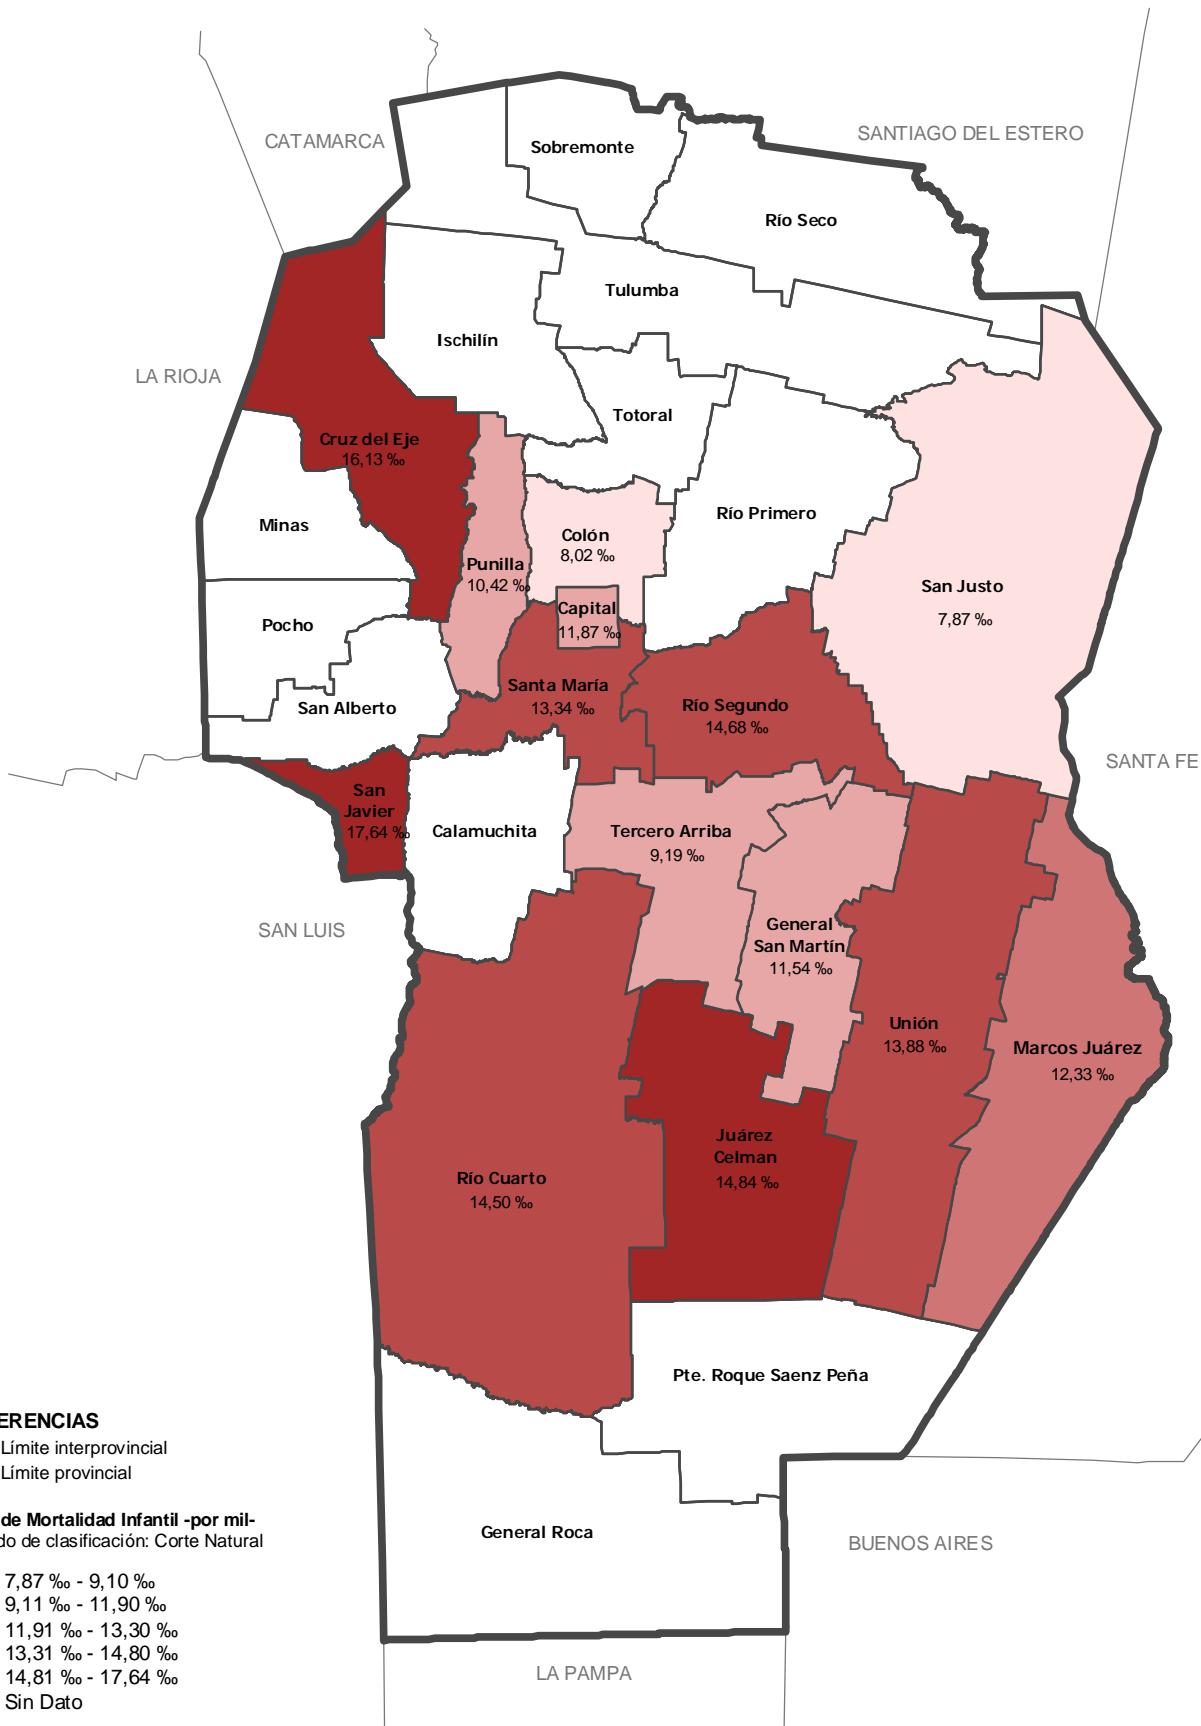 CATAMARCA
SANTIAGO DEL ESTERO
Sobremonte
Río Seco
Tulumba
Ischilín
LA RIOJA
Totoral
Cruz del Eje
16,13 ‰
Río Primero
Minas
Colón
8,02 ‰
Punilla
10,42 ‰
San Justo
7,87 ‰
Capital
11,87 ‰
Pocho
Santa María
13,34 ‰
San Alberto
Río Segundo
14,68 ‰
SANTA FE
San
Javier
17,64 ‰
Calamuchita
Tercero Arriba
9,19 ‰
SAN LUIS
General
San Martín
11,54 ‰
Unión
13,88 ‰
Marcos Juárez
12,33 ‰
Juárez
Celman
14,84 ‰
Río Cuarto
14,50 ‰
Pte. Roque Saenz Peña
General Roca
BUENOS AIRES
LA PAMPA
ERENCIAS
Límite interprovincial
Límite provincial
de Mortalidad Infantil -por mil-
do de clasificación: Corte Natural
7,87 ‰ - 9,10 ‰
9,11 ‰ - 11,90 ‰
11,91 ‰ - 13,30 ‰
13,31 ‰ - 14,80 ‰
14,81 ‰ - 17,64 ‰
Sin Dato